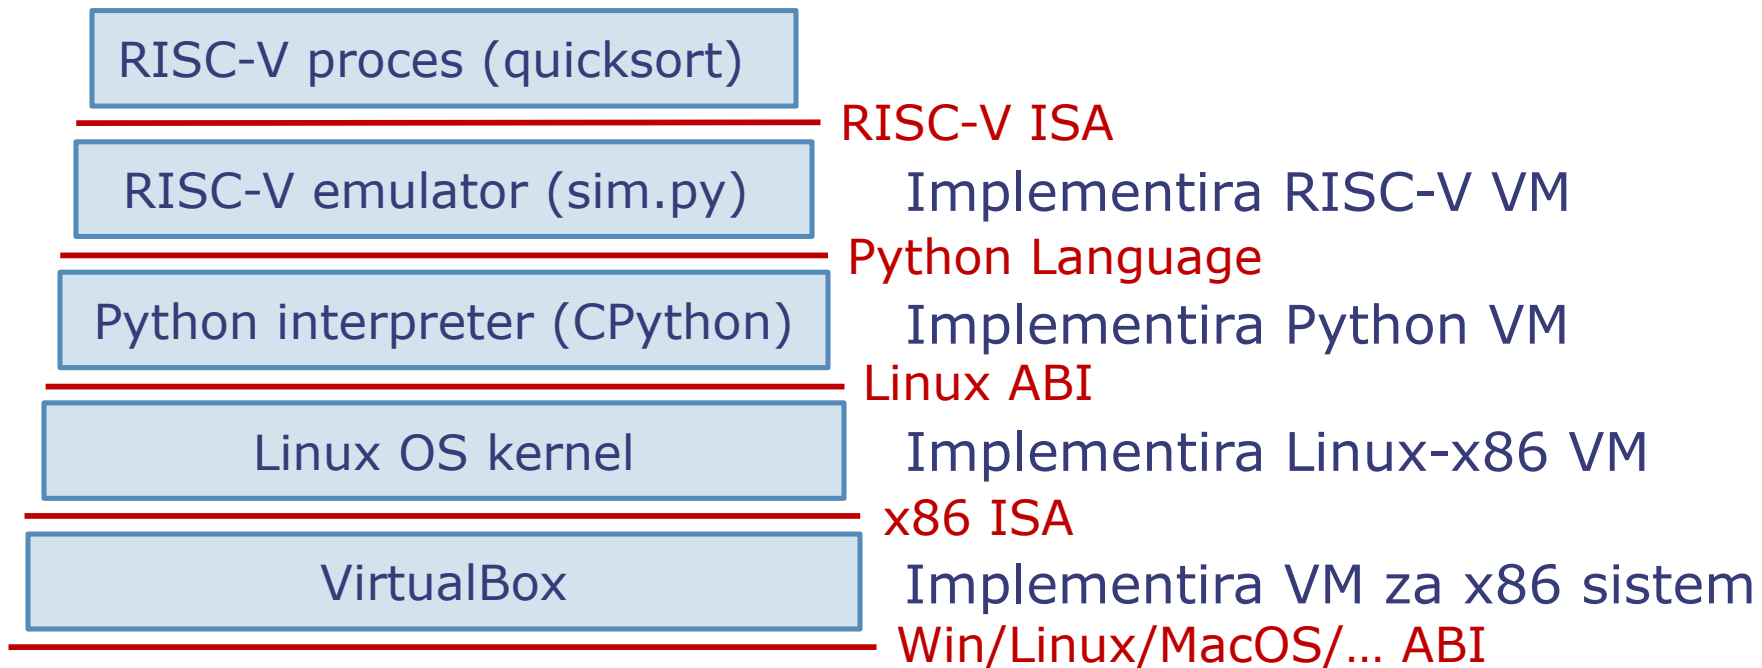 RISC-V proces (quicksort)
RISC-V ISA
RISC-V emulator (sim.py)
Implementira RISC-V VM
Python Language
Python interpreter (CPython)
Implementira Python VM
Linux ABI
Linux OS kernel
Implementira Linux-x86 VM
x86 ISA
VirtualBox
Implementira VM za x86 sistem
Win/Linux/MacOS/... ABI